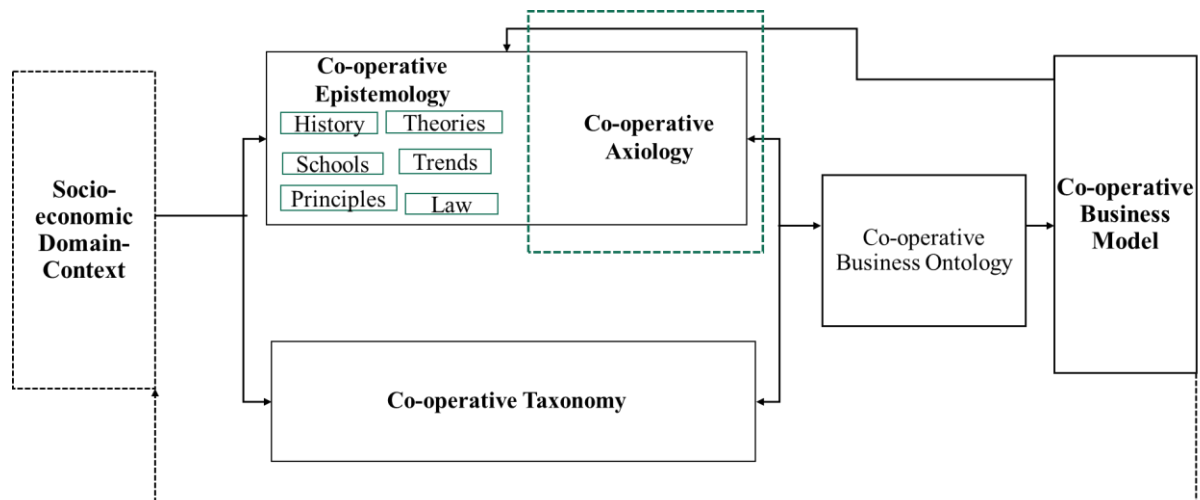 Socio-
economic
Domain-
Context
Co-operative
Epistemology
History
Theories
Schools
Trends
Principles
Law
Co-operative
Axiology
Co-operative Taxonomy
Co-operative
Business Ontology
Co-operative
Business
Model